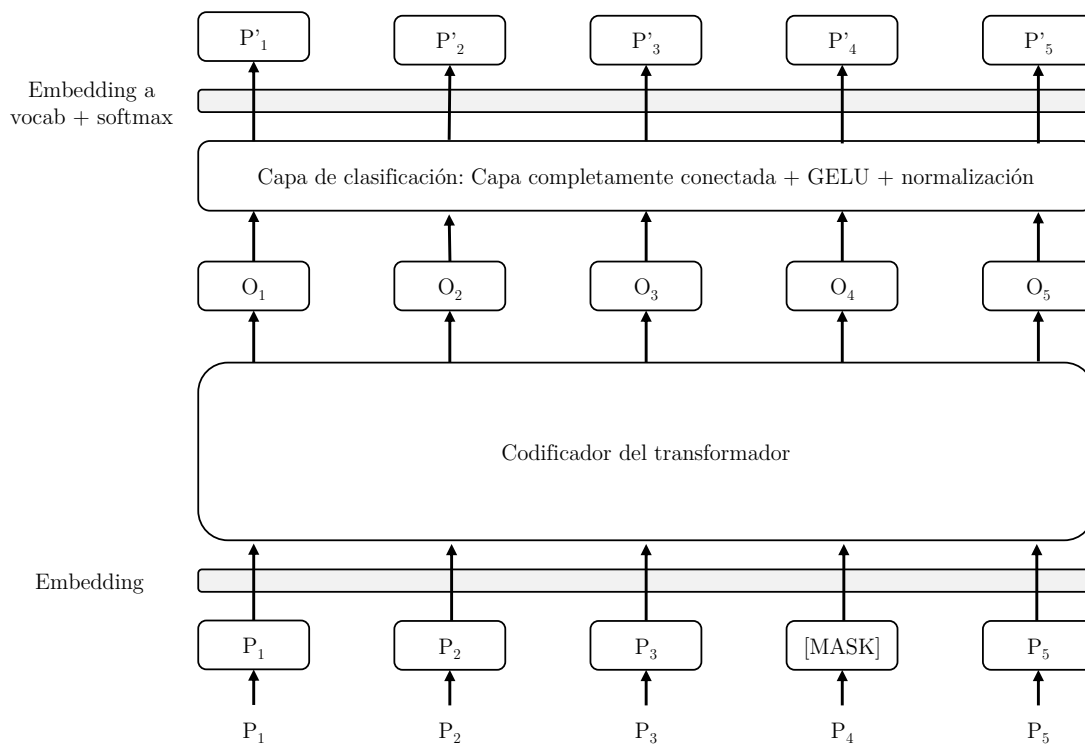 P’₁ P’₂ P’₃ P’₄ P’₅
Embedding a
vocab + softmax
Capa de clasificación: Capa completamente conectada + GELU + normalización
O₁ O₂ O₃ O₄ O₅
Codificador del transformador
Embedding
P₁ P₂ P₃ [MASK] P₅
P₁ P₂ P₃ P₄ P₅